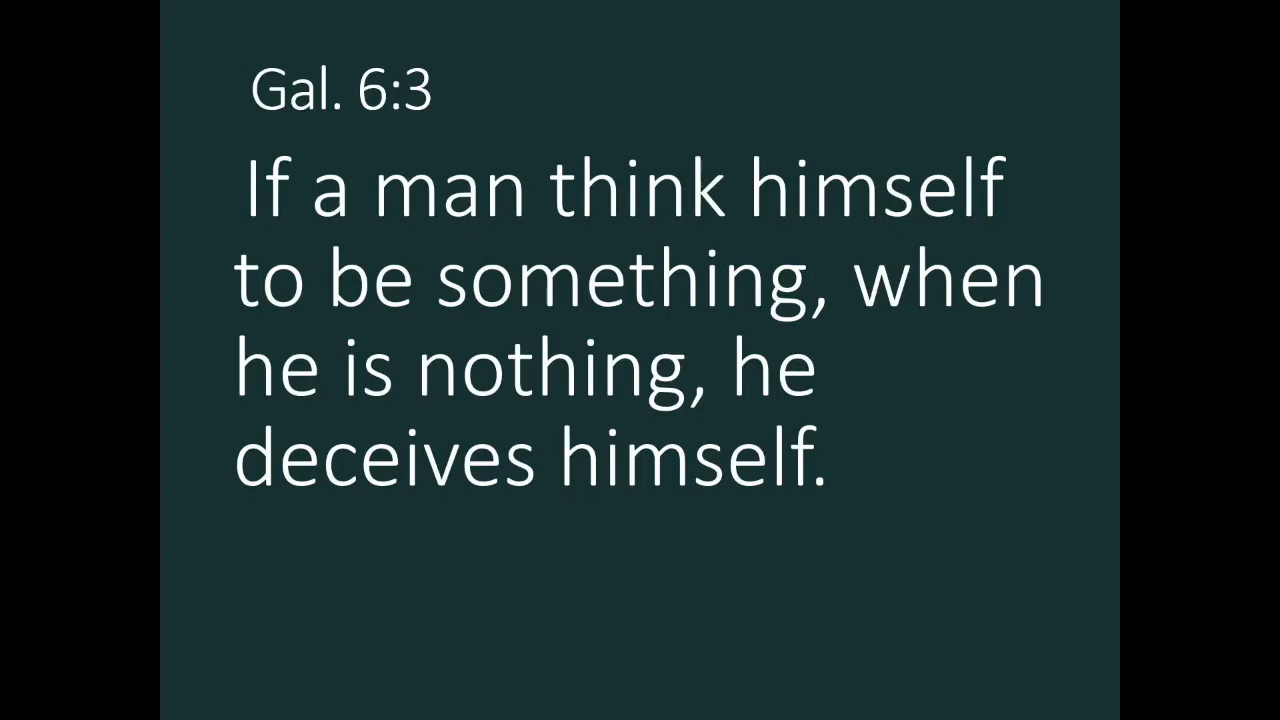 Gal. 6:3
If a man think himself
to be something, when
he is nothing, he
deceives himself.